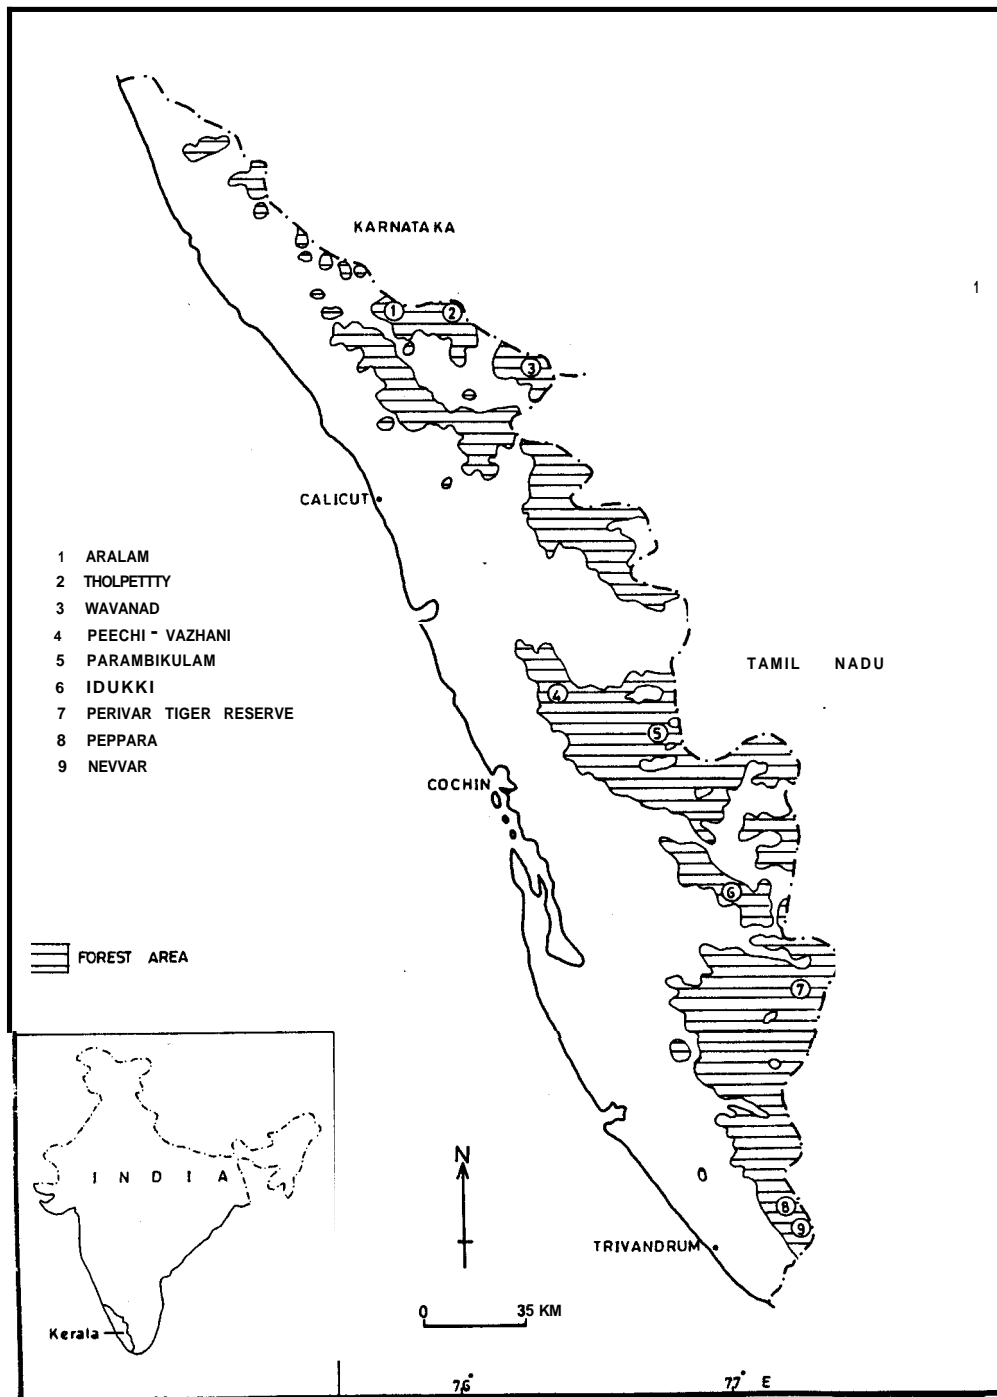 KARNATAKA
1
1
2
3
CALICUT
1 ARALAM
2 THOLPETTTY
3 WAVANAD
4 PEECHI - VAZHANI
5 PARAMBIKULAM
6 IDUKKI
7 PERIVAR TIGER RESERVE
8 PEPPARA
9 NEVVAR
TAMIL NADU
4
5
COCHIN
6
FOREST AREA
7
INDIA
N
8
9
TRIVANDRUM
0 35 KM
Kerala
76°
77° E